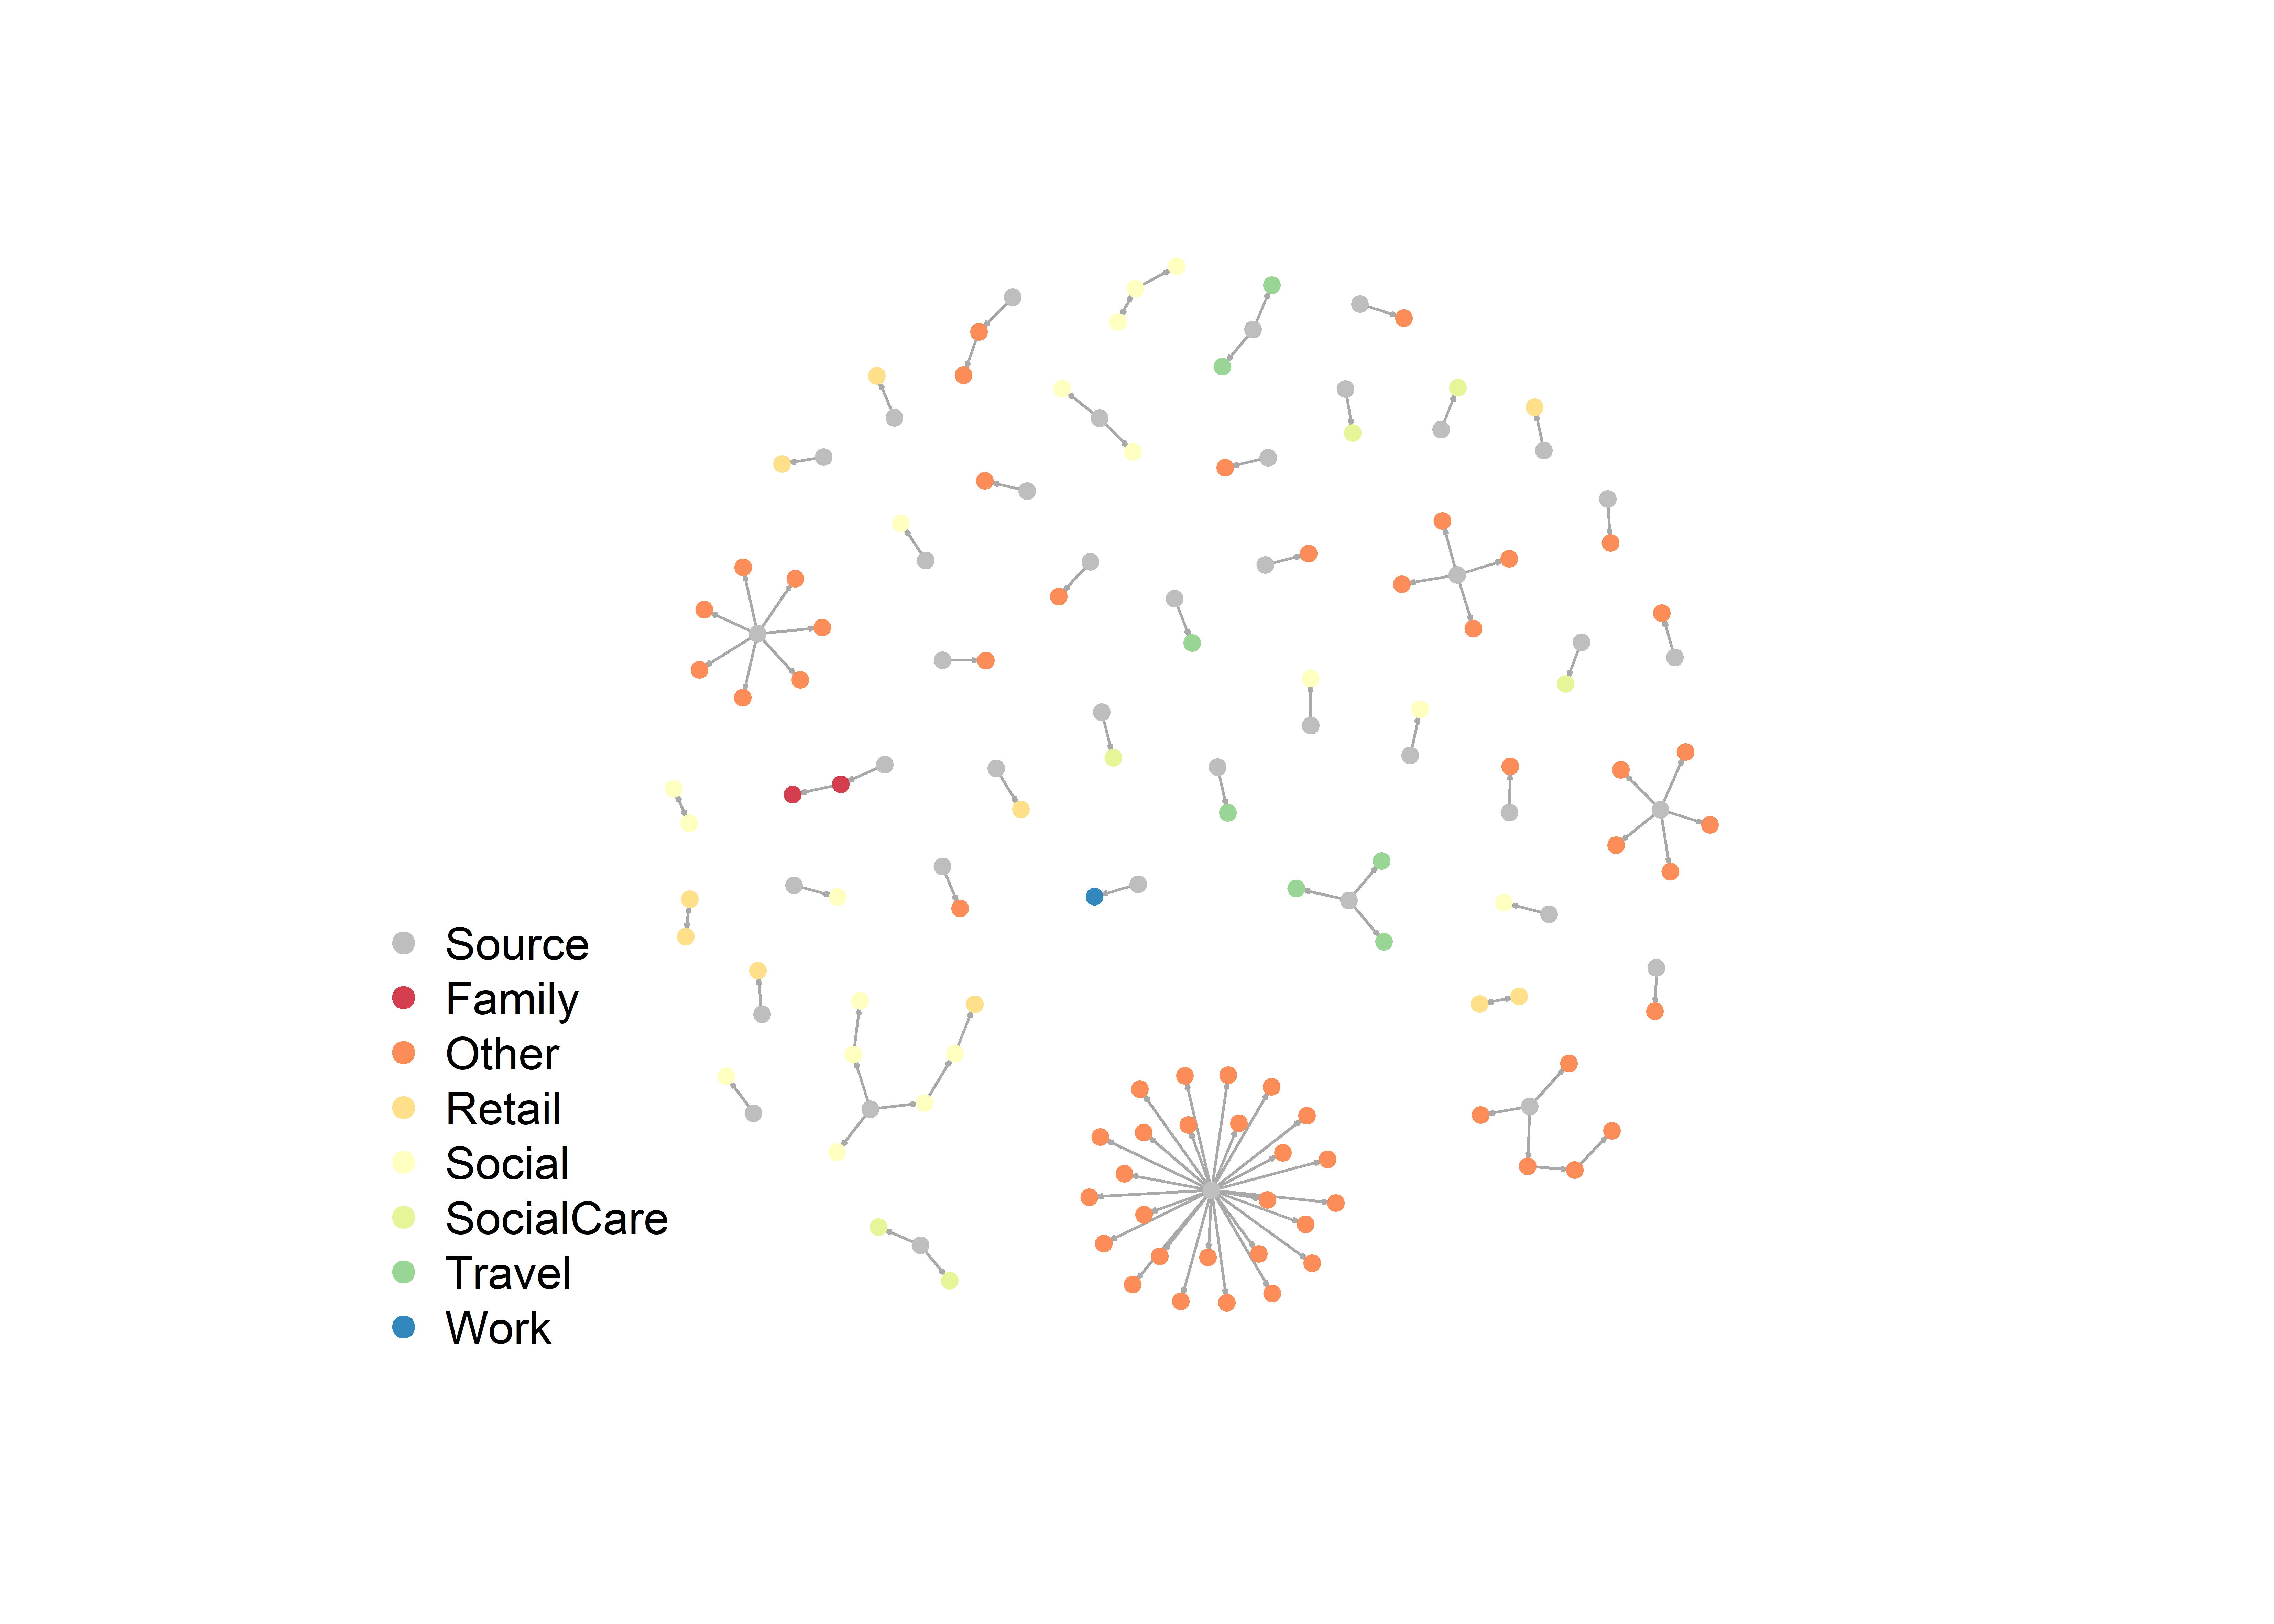 Source
Family
Other
Retail
Social
SocialCare
Travel
Work